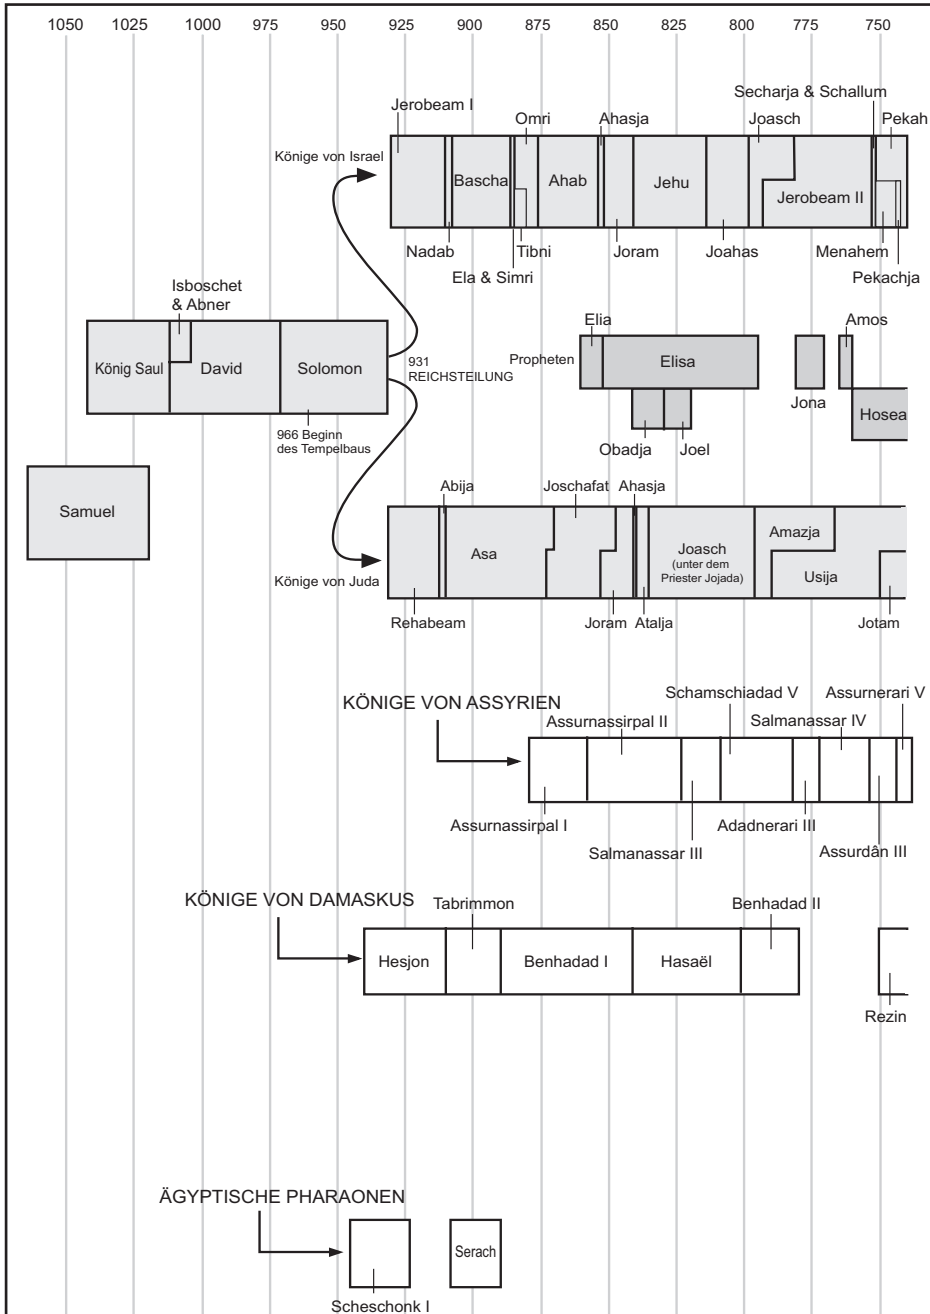 1050 1025 1000 975 950 925 900 875 850 825 800 775 750
Secharja & Schallum
Jerobeam I Omri Ahasja Joasch Pekah
Könige von Israel
Bascha Ahab Jehu Jerobeam II
Nadab Tibni Joram Joahas Menahem
Ela & Simri Pekachja
Isboschet
& Abner
König Saul David Solomon
931
REICHSTEILUNG
966 Beginn
des Tempelbaus
Elia Amos
Propheten Elisa
Jona Hosea
Obadja Joel
Samuel
Abija Joschafat Ahasja
Asa Joasch
(unter dem
Priester Jojada)
Amazja
Usija
Könige von Juda
Rehabeam Joram Atalja Jotam
KÖNIGE VON ASSYRIEN
Schamschiadad V Assurnerari V
Assurnassirpal II Salmanassar IV
Assurnassirpal I Adadnerari III
Salmanassar III Assurdân III
KÖNIGE VON DAMASKUS
Tabrimmon Benhadad II
Hesjon Benhadad I Hasaël
Rezin
ÄGYPTISCHE PHARAONEN
Serach
Scheschonk I